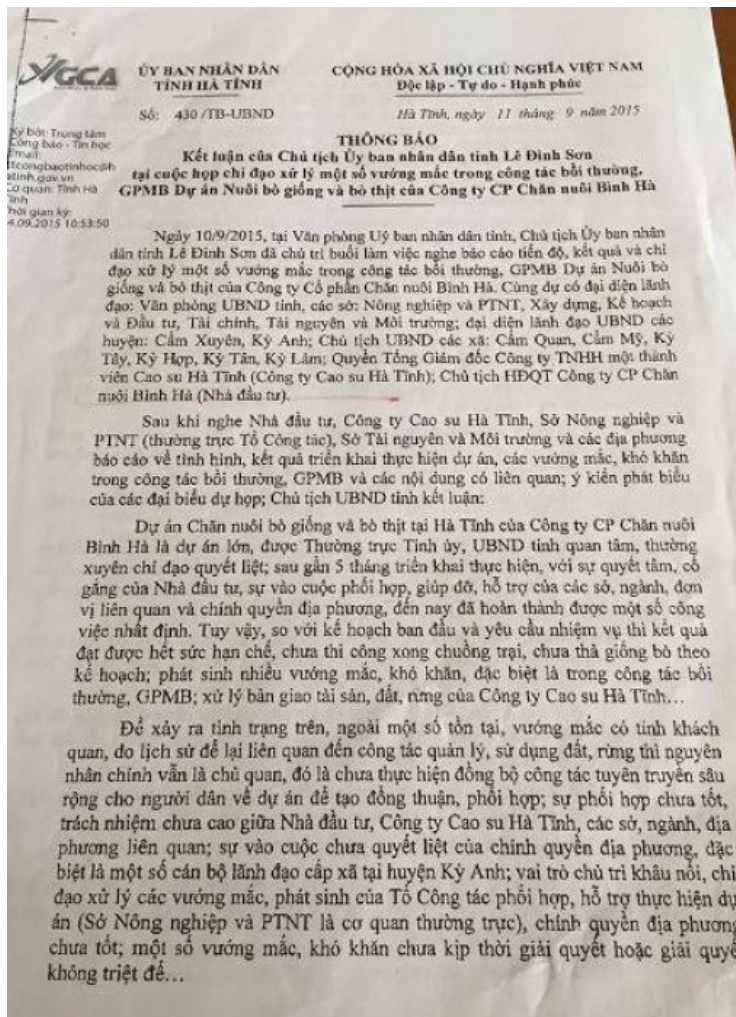 VGCA
ỦY BAN NHÂN DÂN
TỈNH HÀ TĨNH
CỘNG HÒA XÃ HỘI CHỦ NGHĨA VIỆT NAM
Độc lập - Tự do - Hạnh phúc
Số: 430 /TB-UBND
Hà Tĩnh, ngày 11 tháng 9 năm 2015
Ký bởi: Trung tâm
Công báo - Tin học
Email:
ttcongbaotinhoc@h
atinh.gov.vn
Cơ quan: Tỉnh Hà
Tĩnh
Thời gian ký:
4.09.2015 10:53:50
THÔNG BÁO
Kết luận của Chủ tịch Ủy ban nhân dân tỉnh Lê Đình Sơn
tại cuộc họp chỉ đạo xử lý một số vướng mắc trong công tác bồi thường,
GPMB Dự án Nuôi bò giống và bò thịt của Công ty CP Chăn nuôi Bình Hà
Ngày 10/9/2015, tại Văn phòng Uỷ ban nhân dân tỉnh, Chủ tịch Ủy ban nhân
dân tỉnh Lê Đình Sơn đã chủ trì buổi làm việc nghe báo cáo tiến độ, kết quả và chỉ
đạo xử lý một số vướng mắc trong công tác bồi thường, GPMB Dự án Nuôi bò
giống và bò thịt của Công ty Cổ phần Chăn nuôi Bình Hà. Cùng dự có đại diện lãnh
đạo: Văn phòng UBND tỉnh, các sở: Nông nghiệp và PTNT, Xây dựng, Kế hoạch
và Đầu tư, Tài chính, Tài nguyên và Môi trường; đại diện lãnh đạo UBND các
huyện: Cẩm Xuyên, Kỳ Anh; Chủ tịch UBND các xã: Cẩm Quan, Cẩm Mỹ, Kỳ
Tây, Kỳ Hợp, Kỳ Tân, Kỳ Lâm; Quyền Tổng Giám đốc Công ty TNHH một thành
viên Cao su Hà Tĩnh (Công ty Cao su Hà Tĩnh); Chủ tịch HĐQT Công ty CP Chăn
nuôi Bình Hà (Nhà đầu tư).
Sau khi nghe Nhà đầu tư, Công ty Cao su Hà Tĩnh, Sở Nông nghiệp và
PTNT (thường trực Tổ Công tác), Sở Tài nguyên và Môi trường và các địa phương
báo cáo về tình hình, kết quả triển khai thực hiện dự án, các vướng mắc, khó khăn
trong công tác bồi thường, GPMB và các nội dung có liên quan; ý kiến phát biểu
của các đại biểu dự họp; Chủ tịch UBND tỉnh kết luận:
Dự án Chăn nuôi bò giống và bò thịt tại Hà Tĩnh của Công ty CP Chăn nuôi
Bình Hà là dự án lớn, được Thường trực Tỉnh ủy, UBND tỉnh quan tâm, thường
xuyên chỉ đạo quyết liệt; sau gần 5 tháng triển khai thực hiện, với sự quyết tâm, cố
gắng của Nhà đầu tư, sự vào cuộc phối hợp, giúp đỡ, hỗ trợ của các sở, ngành, đơn
vị liên quan và chính quyền địa phương, đến nay đã hoàn thành được một số công
việc nhất định. Tuy vậy, so với kế hoạch ban đầu và yêu cầu nhiệm vụ thì kết quả
đạt được hết sức hạn chế, chưa thi công xong chuồng trại, chưa thả giống bò theo
kế hoạch; phát sinh nhiều vướng mắc, khó khăn, đặc biệt là trong công tác bồi
thường, GPMB; xử lý bàn giao tài sản, đất, rừng của Công ty Cao su Hà Tĩnh...
Để xảy ra tình trạng trên, ngoài một số tồn tại, vướng mắc có tính khách
quan, do lịch sử để lại liên quan đến công tác quản lý, sử dụng đất, rừng thì nguyên
nhân chính vẫn là chủ quan, đó là chưa thực hiện đồng bộ công tác tuyên truyền sâu
rộng cho người dân về dự án để tạo đồng thuận, phối hợp; sự phối hợp chưa tốt,
trách nhiệm chưa cao giữa Nhà đầu tư, Công ty Cao su Hà Tĩnh, các sở, ngành, địa
phương liên quan; sự vào cuộc chưa quyết liệt của chính quyền địa phương, đặc
biệt là một số cán bộ lãnh đạo cấp xã tại huyện Kỳ Anh; vai trò chủ trì khâu nối, chỉ
đạo xử lý các vướng mắc, phát sinh của Tổ Công tác phối hợp, hỗ trợ thực hiện dự
án (Sở Nông nghiệp và PTNT là cơ quan thường trực), chính quyền địa phương
chưa tốt; một số vướng mắc, khó khăn chưa kịp thời giải quyết hoặc giải quyế
không triệt để...